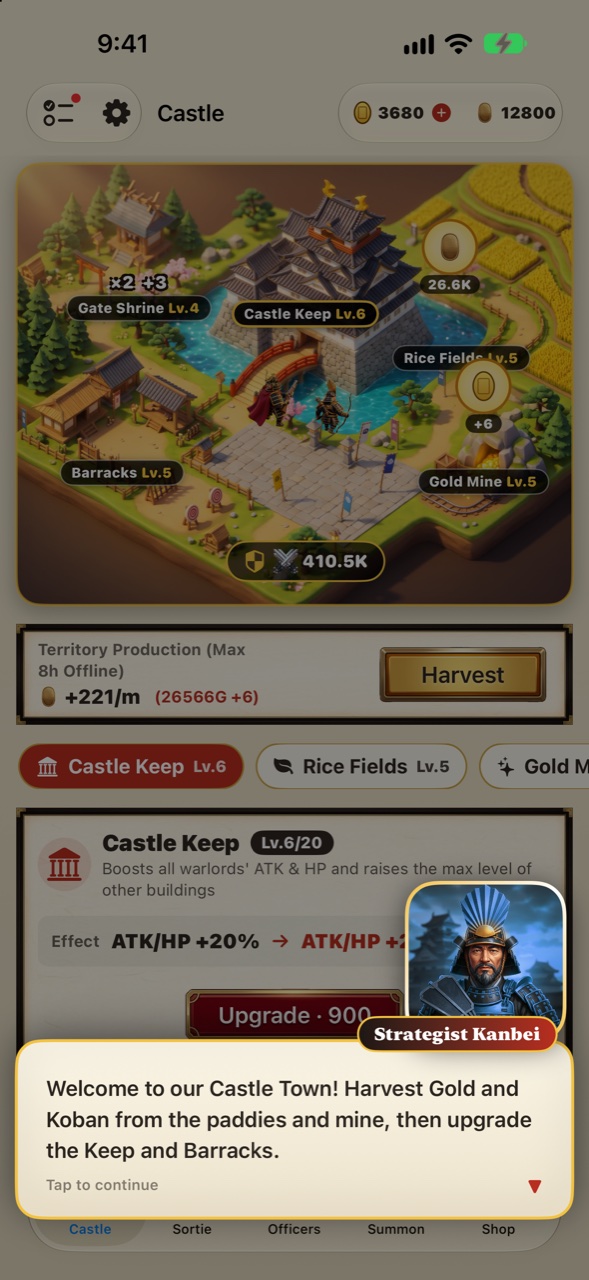 9:41
Castle
3680
12800
×2 +3
Gate Shrine Lv.4
Castle Keep Lv.6
26.6K
Rice Fields Lv.5
+6
Barracks Lv.5
Gold Mine Lv.5
410.5K
Territory Production (Max
8h Offline)
+221/m (26566G +6)
Harvest
Castle Keep Lv.6
Rice Fields Lv.5
Gold M
Castle Keep Lv.6/20
Boosts all warlords' ATK & HP and raises the max level of
other buildings
Effect ATK/HP +20% → ATK/HP +2
Upgrade · 900
Strategist Kanbei
Welcome to our Castle Town! Harvest Gold and
Koban from the paddies and mine, then upgrade
the Keep and Barracks.
Tap to continue
Castle Sortie Officers Summon Shop